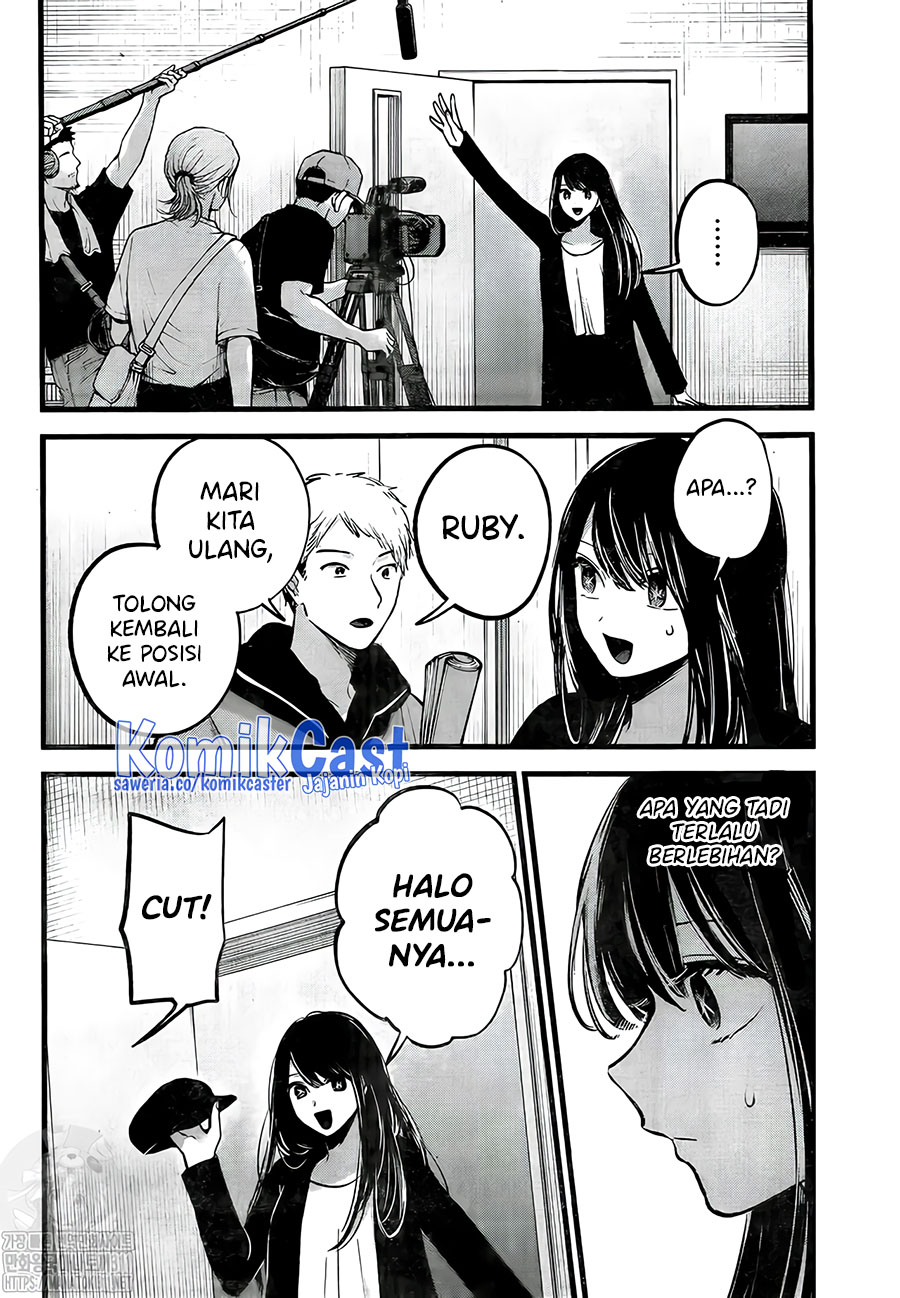 ......
APA...?
RUBY.
MARI
KITA
ULANG,
TOLONG
KEMBALI
KE POSISI
AWAL.
KomikCast
saweria.co/komikcaster
Jajanin Kopi
APA YANG TADI
TERLALU
BERLEBIHAN?
HALO
SEMUA-
NYA...
CUT!